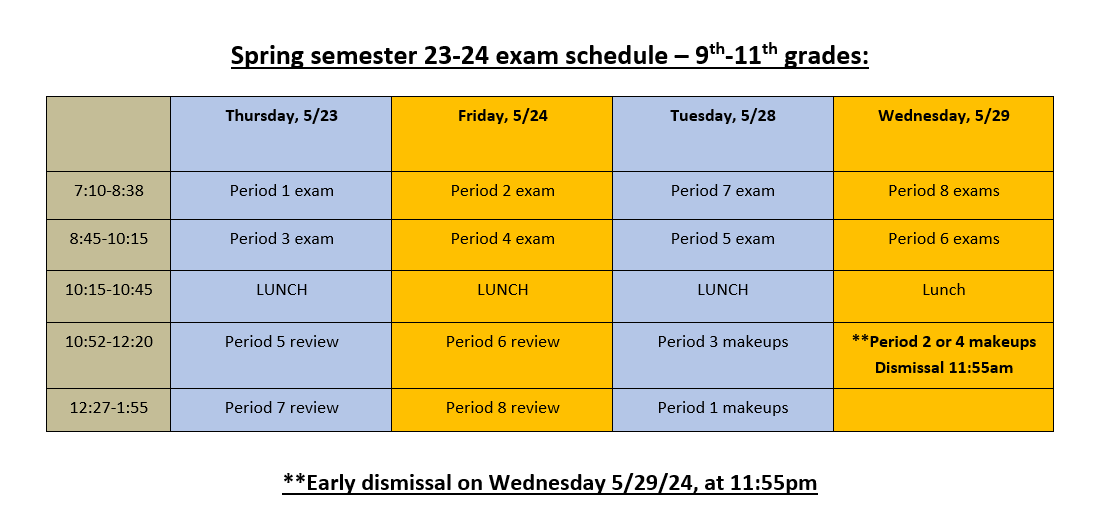 Spring semester 23-24 exam schedule – 9th-11th grades:
Thursday, 5/23 Friday, 5/24 Tuesday, 5/28 Wednesday, 5/29
7:10-8:38 Period 1 exam Period 2 exam Period 7 exam Period 8 exams
8:45-10:15 Period 3 exam Period 4 exam Period 5 exam Period 6 exams
10:15-10:45 LUNCH LUNCH LUNCH Lunch
10:52-12:20 Period 5 review Period 6 review Period 3 makeups **Period 2 or 4 makeups
Dismissal 11:55am
12:27-1:55 Period 7 review Period 8 review Period 1 makeups
**Early dismissal on Wednesday 5/29/24, at 11:55pm